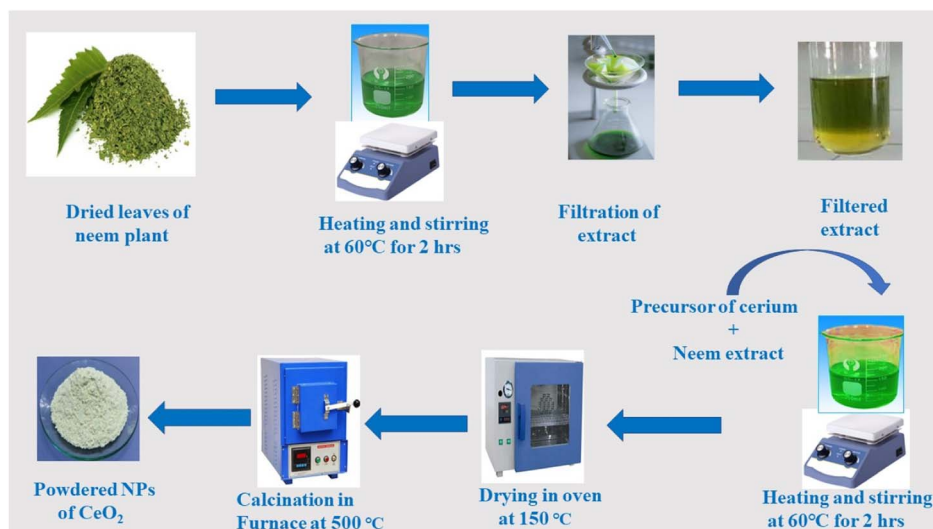 Dried leaves of
neem plant
Heating and stirring
at 60℃ for 2 hrs
Filtration of
extract
Filtered
extract
Precursor of cerium
+
Neem extract
Heating and stirring
at 60℃ for 2 hrs
Drying in oven
at 150 ℃
Calcination in
Furnace at 500 ℃
Powdered NPs
of CeO₂